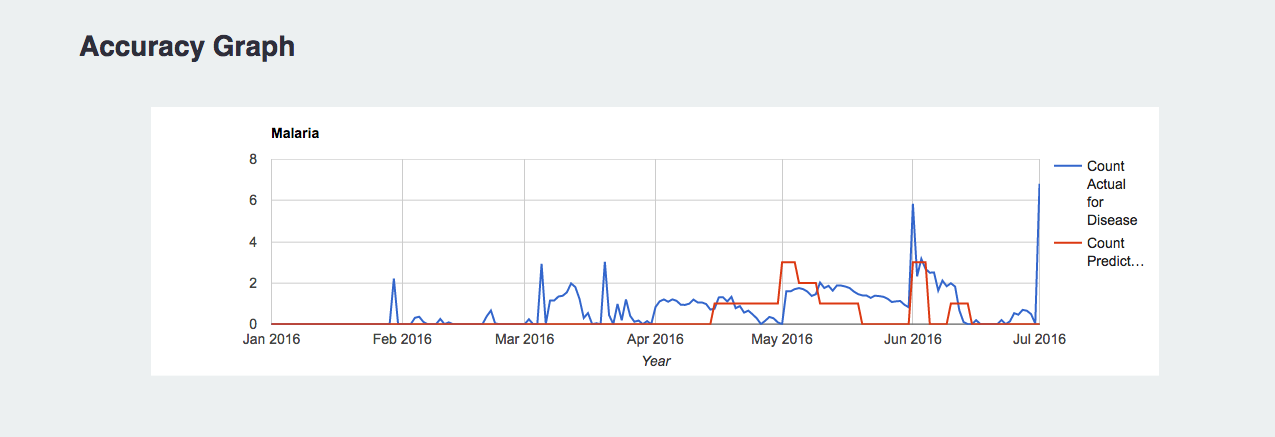 Accuracy Graph
Malaria
8
6
4
2
0
Jan 2016 Feb 2016 Mar 2016 Apr 2016 May 2016 Jun 2016 Jul 2016
Year
Count
Actual
for
Disease
Count
Predict…